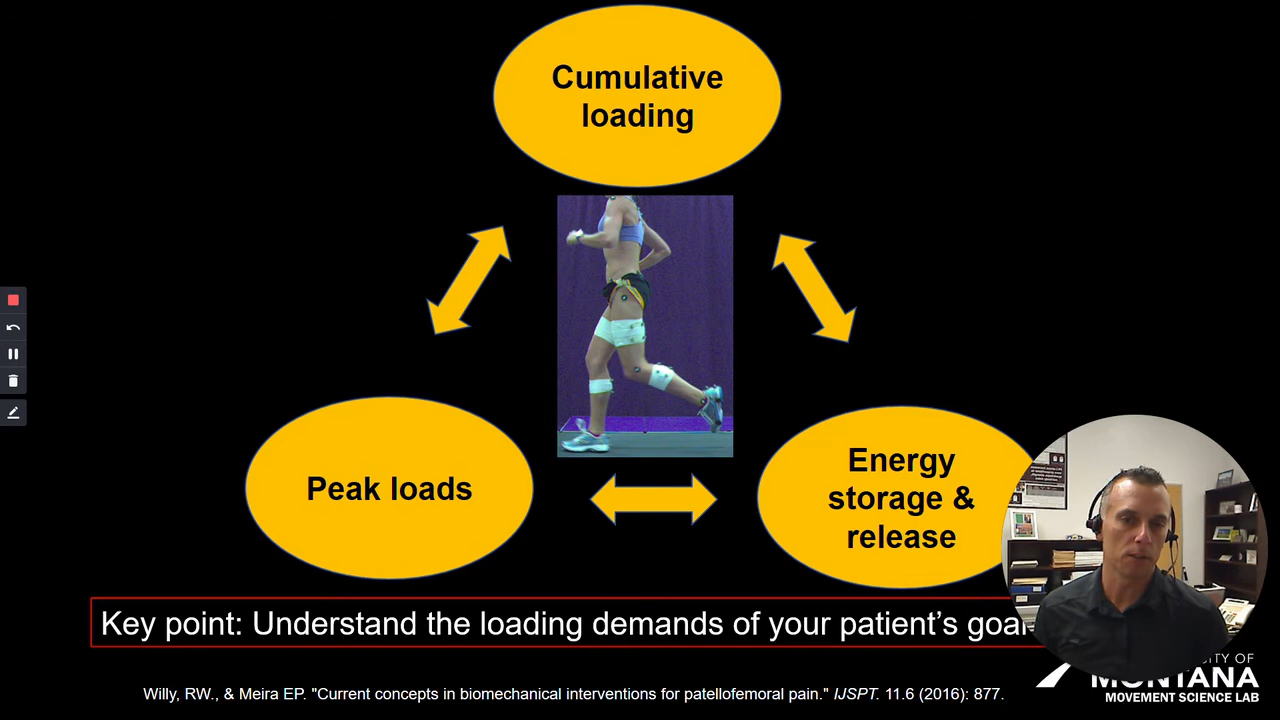 Cumulative
loading
Peak loads
Energy
storage &
release
Key point: Understand the loading demands of your patient's goal
Willy, RW., & Meira EP. "Current concepts in biomechanical interventions for patellofemoral pain." IJSPT. 11.6 (2016): 877.
OF
MONTANA
MOVEMENT SCIENCE LAB